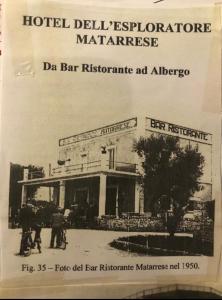 HOTEL DELL'ESPLORATORE
MATARRESE
Da Bar Ristorante ad Albergo
MATARRESE
BAR RISTORANTE
Fig. 35 – Foto del Bar Ristorante Matarrese nel 1950.